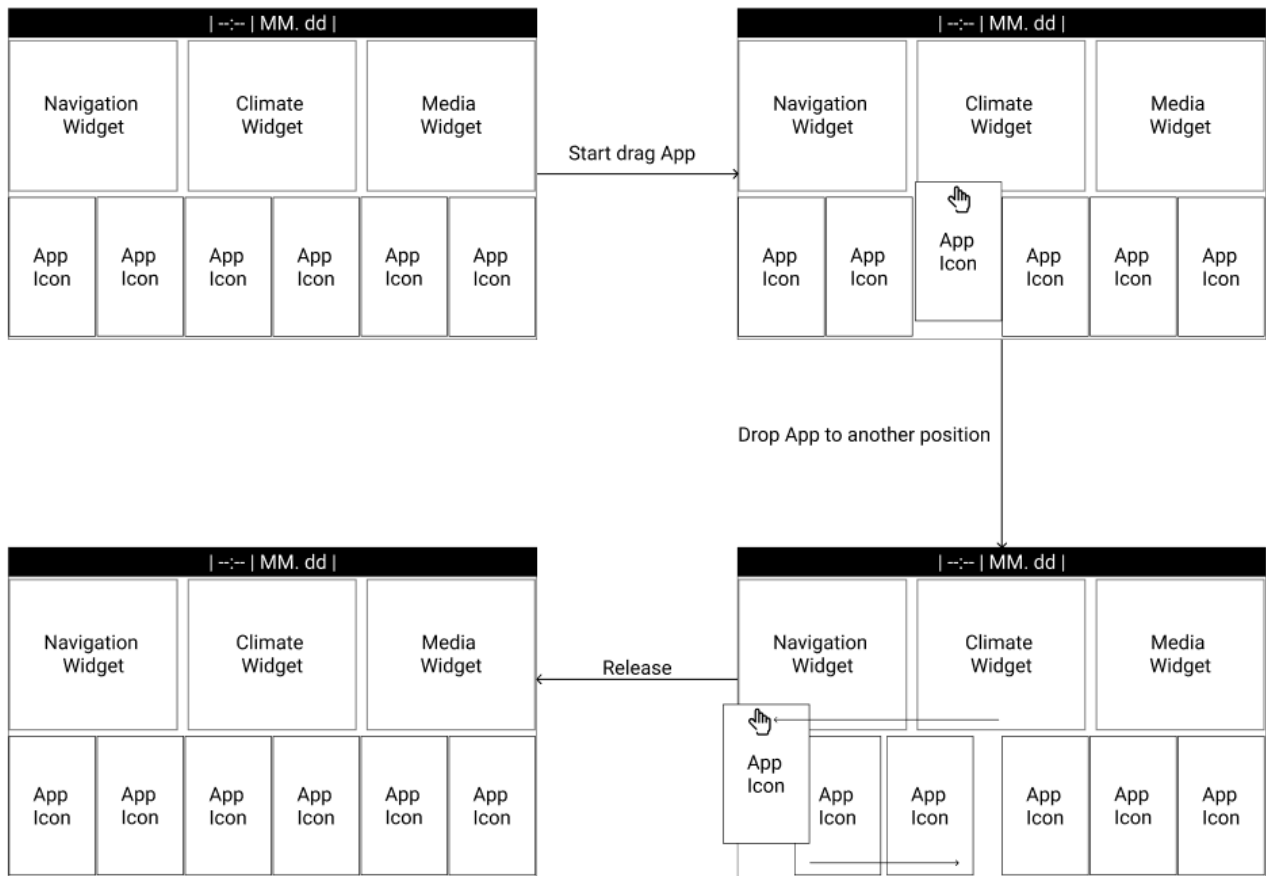 | --:-- | MM. dd |
Navigation
Widget
Climate
Widget
Media
Widget
App
Icon
App
Icon
App
Icon
App
Icon
App
Icon
App
Icon
Start drag App
| --:-- | MM. dd |
Navigation
Widget
Climate
Widget
Media
Widget
App
Icon
App
Icon
App
Icon
App
Icon
App
Icon
App
Icon
Drop App to another position
| --:-- | MM. dd |
Navigation
Widget
Climate
Widget
Media
Widget
App
Icon
App
Icon
App
Icon
App
Icon
App
Icon
App
Icon
Release
| --:-- | MM. dd |
Navigation
Widget
Climate
Widget
Media
Widget
App
Icon
App
Icon
App
Icon
App
Icon
App
Icon
App
Icon